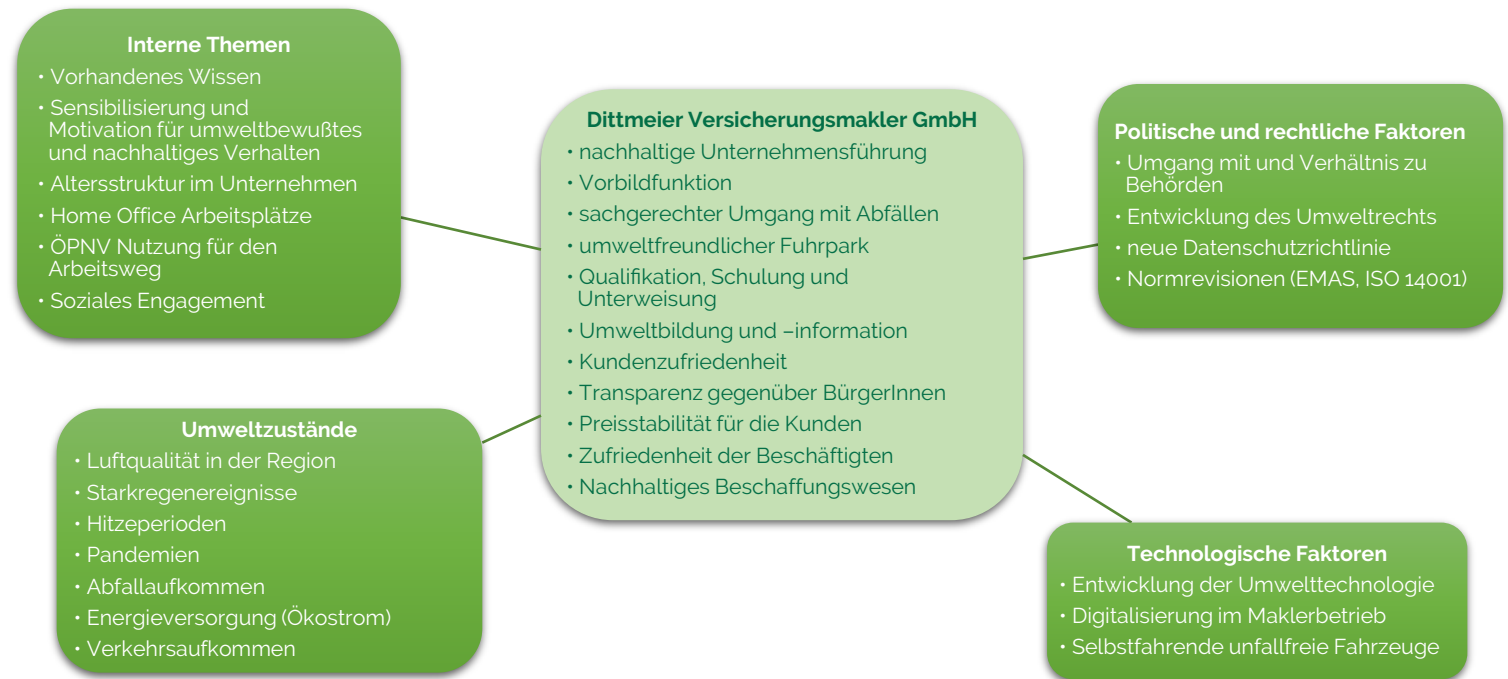 Interne Themen
• Vorhandenes Wissen
• Sensibilisierung und
Motivation für umweltbewußtes
und nachhaltiges Verhalten
• Altersstruktur im Unternehmen
• Home Office Arbeitsplätze
• ÖPNV Nutzung für den
Arbeitsweg
• Soziales Engagement
Dittmeier Versicherungsmakler GmbH
• nachhaltige Unternehmensführung
• Vorbildfunktion
• sachgerechter Umgang mit Abfällen
• umweltfreundlicher Fuhrpark
• Qualifikation, Schulung und
Unterweisung
• Umweltbildung und –information
• Kundenzufriedenheit
• Transparenz gegenüber BürgerInnen
• Preisstabilität für die Kunden
• Zufriedenheit der Beschäftigten
• Nachhaltiges Beschaffungswesen
Politische und rechtliche Faktoren
• Umgang mit und Verhältnis zu
Behörden
• Entwicklung des Umweltrechts
• neue Datenschutzrichtlinie
• Normrevisionen (EMAS, ISO 14001)
Umweltzustände
• Luftqualität in der Region
• Starkregenereignisse
• Hitzeperioden
• Pandemien
• Abfallaufkommen
• Energieversorgung (Ökostrom)
• Verkehrsaufkommen
Technologische Faktoren
• Entwicklung der Umwelttechnologie
• Digitalisierung im Maklerbetrieb
• Selbstfahrende unfallfreie Fahrzeuge